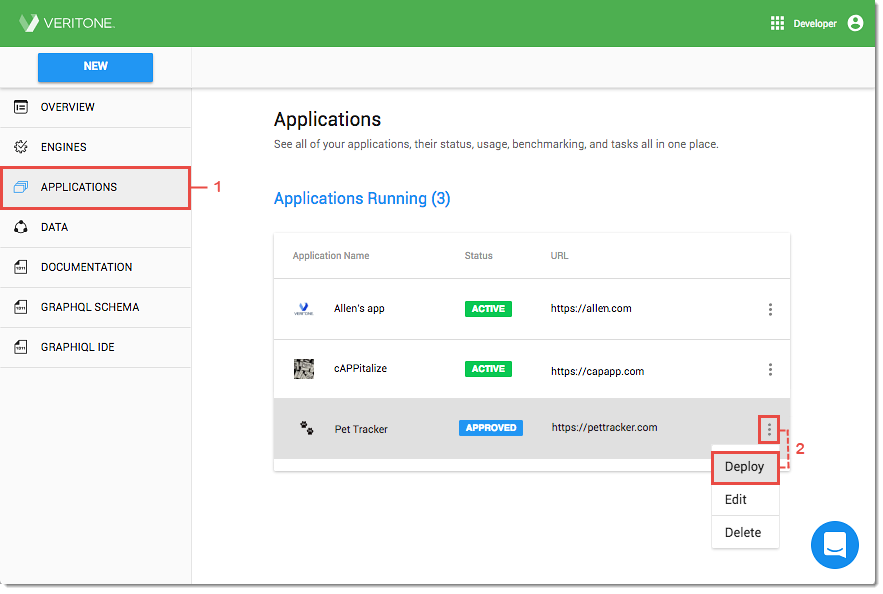 VERITONE
Developer
NEW
OVERVIEW
ENGINES
APPLICATIONS
1
DATA
DOCUMENTATION
GRAPHQL SCHEMA
GRAPHIQL IDE
Applications
See all of your applications, their status, usage, benchmarking, and tasks all in one place.
Applications Running (3)
Application Name Status URL
VERITONE Allen's app ACTIVE https://allen.com
cAPPitalize ACTIVE https://capapp.com
Pet Tracker APPROVED https://pettracker.com
2
Deploy
Edit
Delete